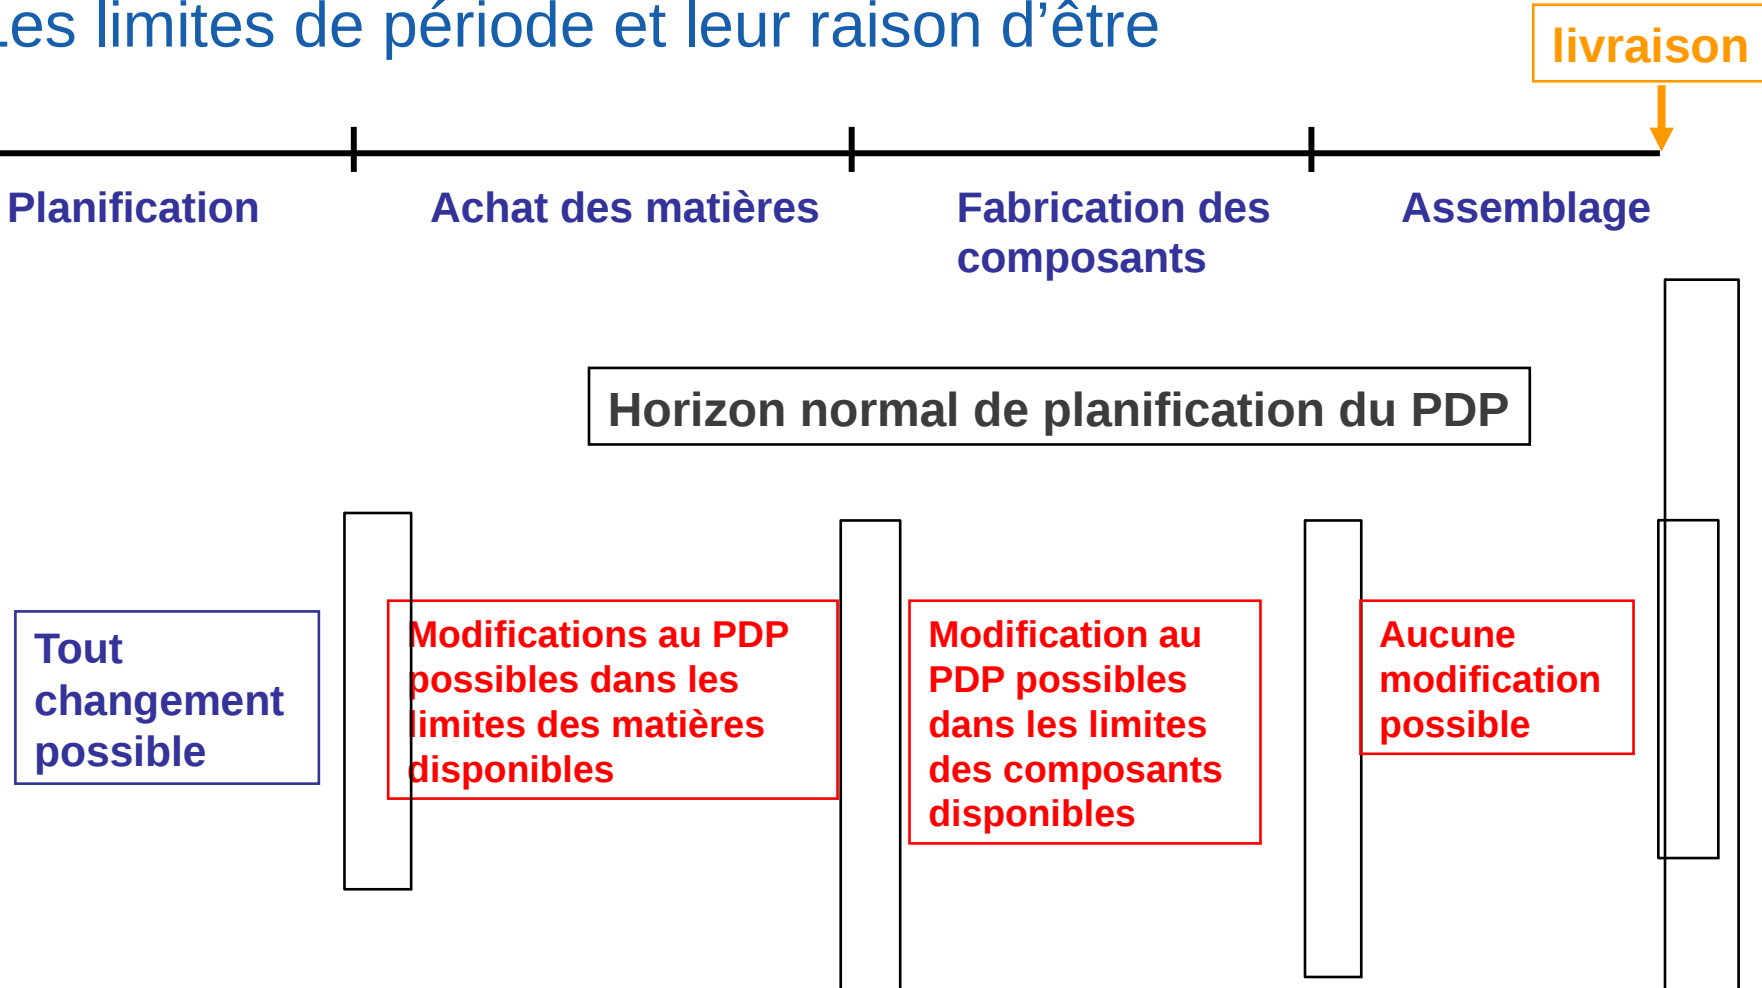 Les limites de période et leur raison d’être
livraison
Planification
Achat des matières
Fabrication des
composants
Assemblage
Horizon normal de planification du PDP
Tout
changement
possible
Modifications au PDP
possibles dans les
limites des matières
disponibles
Modification au
PDP possibles
dans les limites
des composants
disponibles
Aucune
modification
possible